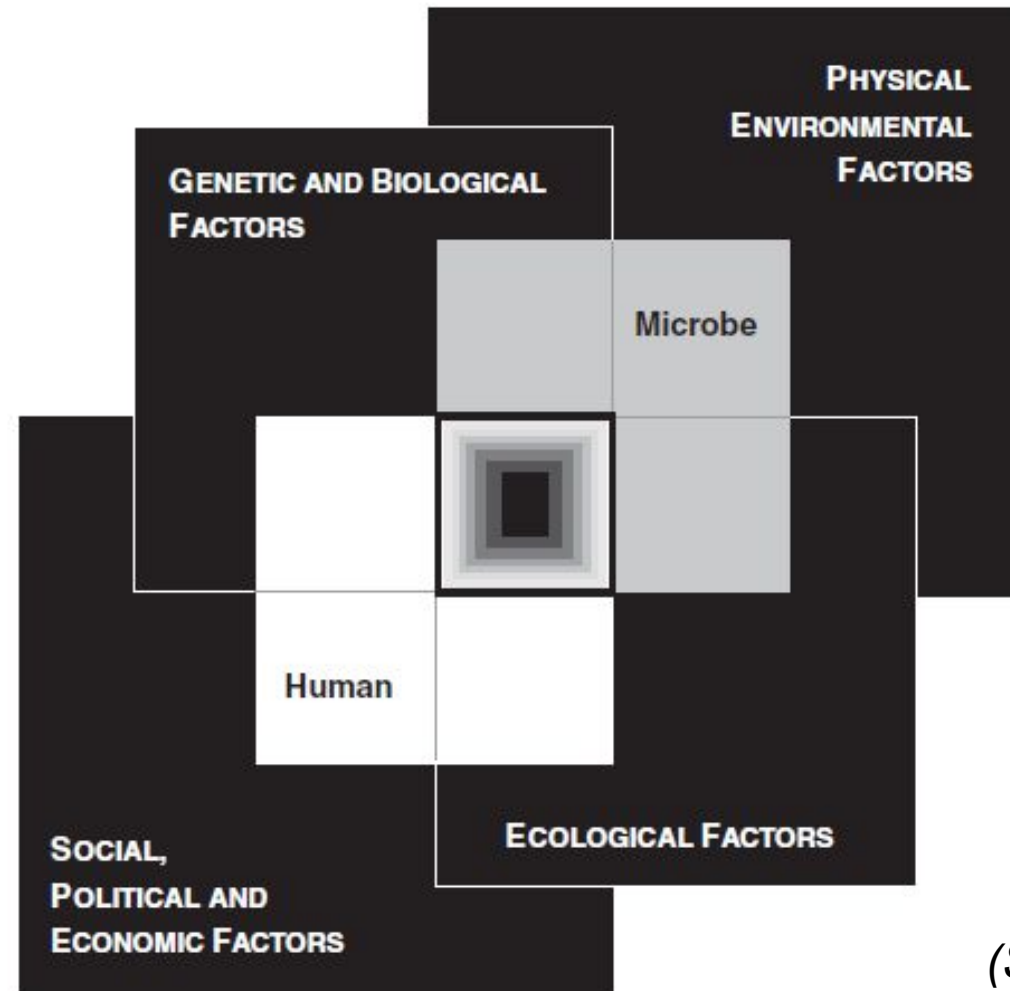 PHYSICAL
ENVIRONMENTAL
FACTORS
GENETIC AND BIOLOGICAL
FACTORS
Microbe
Human
ECOLOGICAL FACTORS
SOCIAL,
POLITICAL AND
ECONOMIC FACTORS
(S